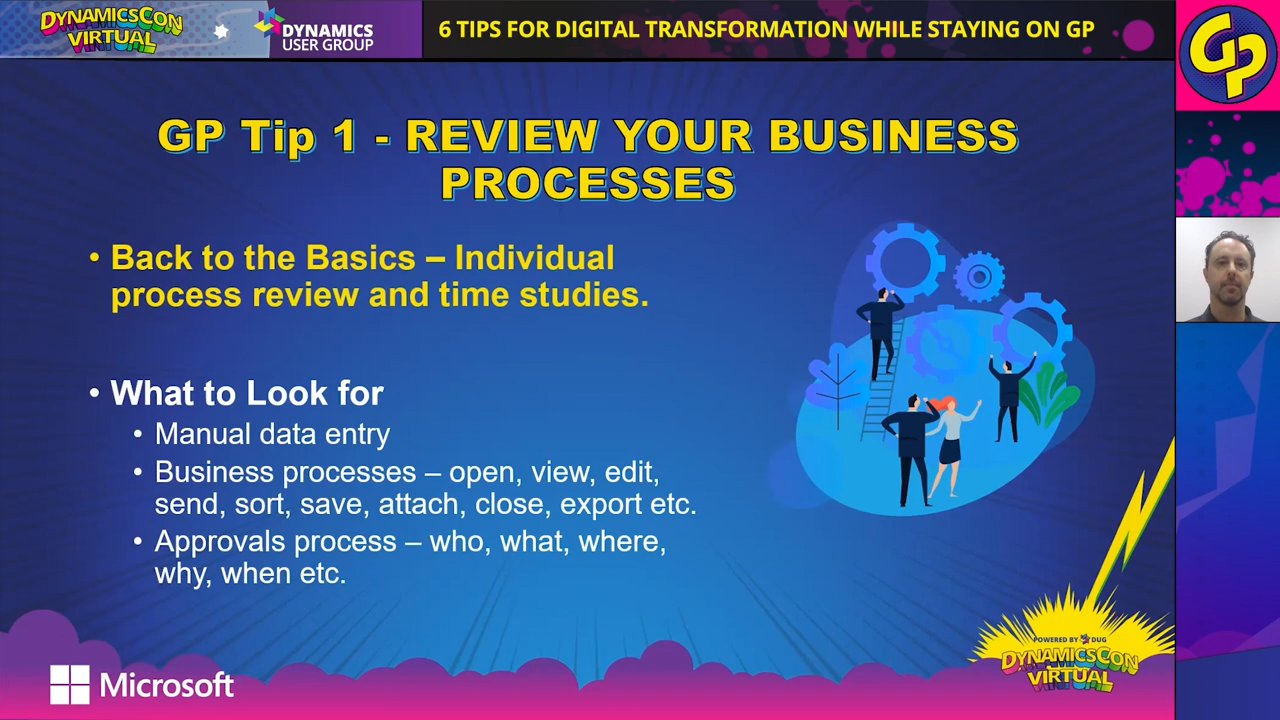 DYNAMICSCON
VIRTUAL
DYNAMICS
USER GROUP
6 TIPS FOR DIGITAL TRANSFORMATION WHILE STAYING ON GP
GP
GP Tip 1 - REVIEW YOUR BUSINESS
PROCESSES
• Back to the Basics – Individual
process review and time studies.
• What to Look for
• Manual data entry
• Business processes – open, view, edit,
send, sort, save, attach, close, export etc.
• Approvals process – who, what, where,
why, when etc.
Microsoft
POWERED BY DUG
DYNAMICSCON
VIRTUAL